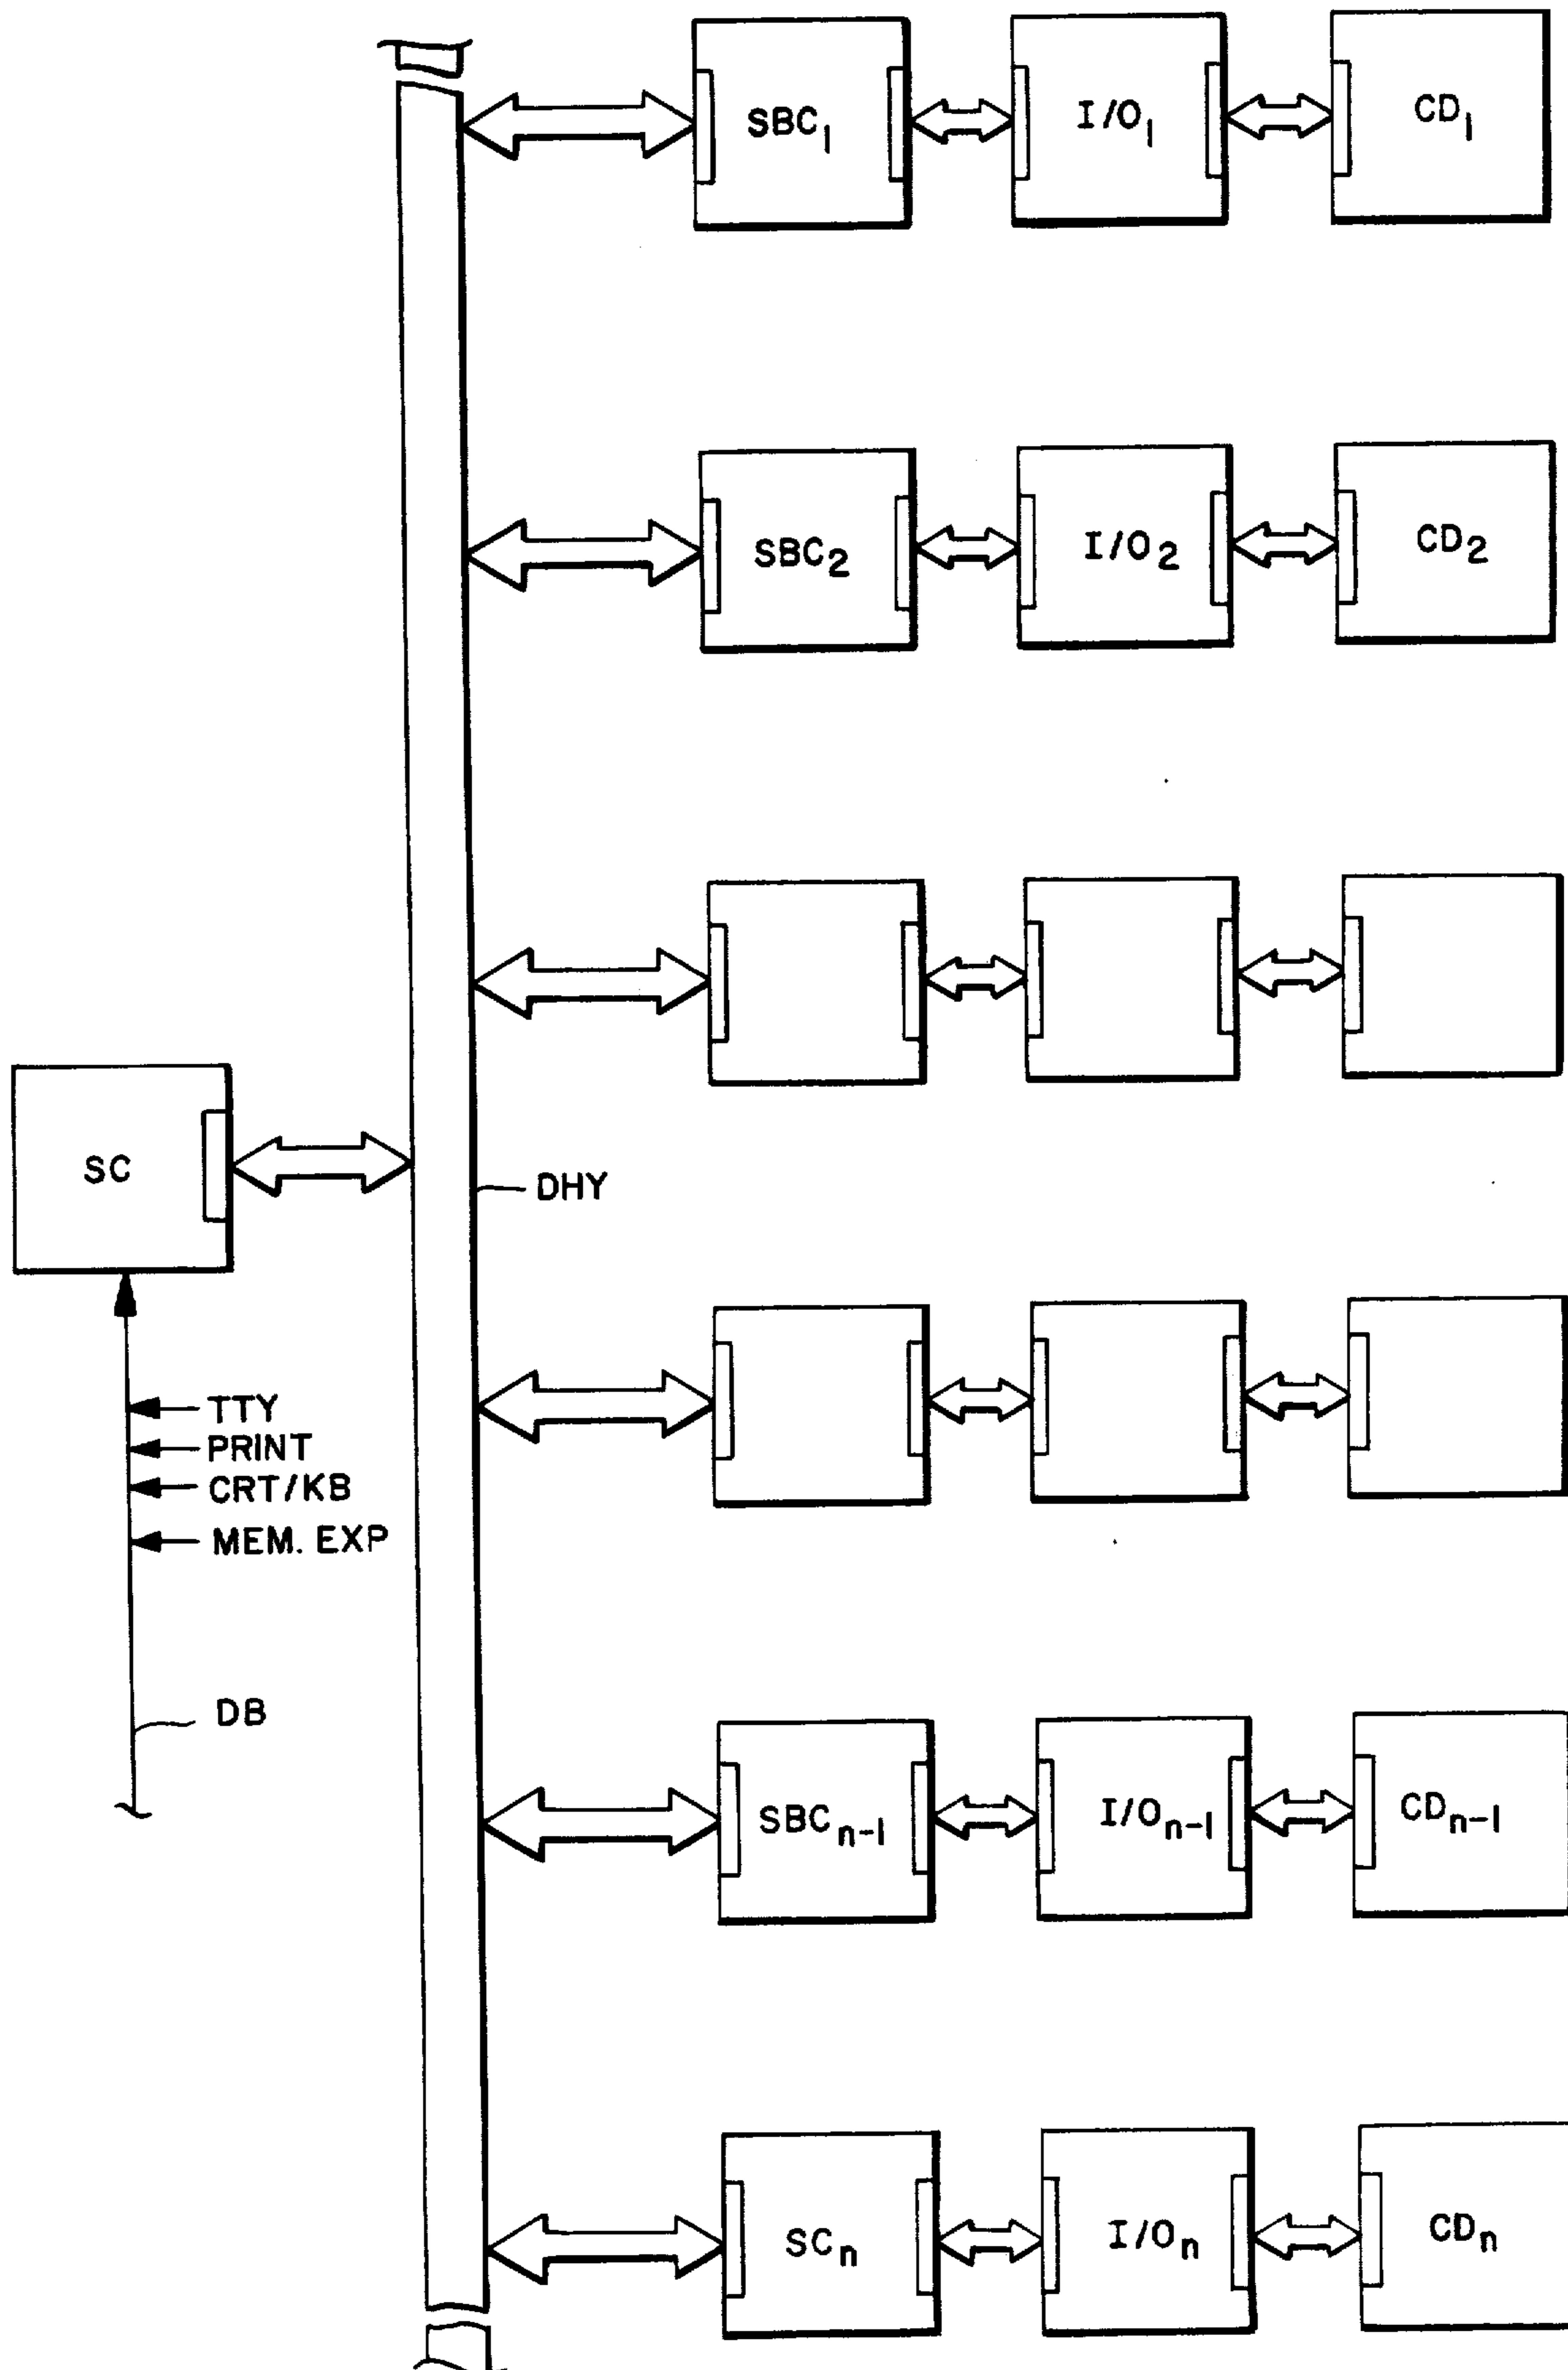 SBC₁ I/O₁ CD₁
SBC₂ I/O₂ CD₂
SC
DHY
TTY
PRINT
CRT/KB
MEM. EXP
DB
SBCₙ₋₁ I/Oₙ₋₁ CDₙ₋₁
SCₙ I/Oₙ CDₙ